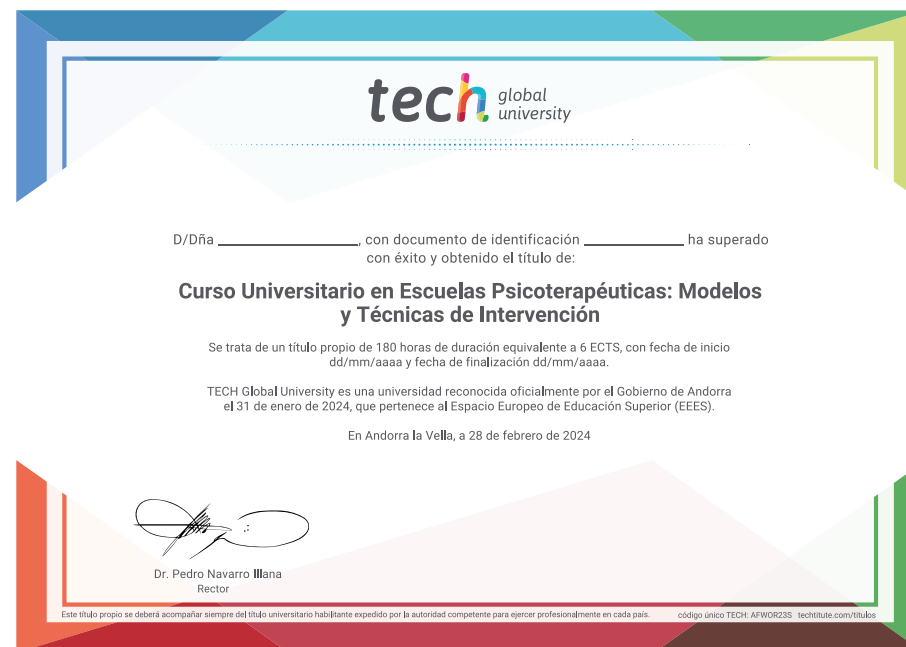 tech global university
D/Dña ____________, con documento de identificación ____________ ha superado
con éxito y obtenido el título de:
Curso Universitario en Escuelas Psicoterapéuticas: Modelos
y Técnicas de Intervención
Se trata de un título propio de 180 horas de duración equivalente a 6 ECTS, con fecha de inicio
dd/mm/aaaa y fecha de finalización dd/mm/aaaa.
TECH Global University es una universidad reconocida oficialmente por el Gobierno de Andorra
el 31 de enero de 2024, que pertenece al Espacio Europeo de Educación Superior (EEES).
En Andorra la Vella, a 28 de febrero de 2024
Dr. Pedro Navarro Illana
Rector
Este título propio se deberá acompañar siempre del título universitario habilitante expedido por la autoridad competente para ejercer profesionalmente en cada país. código único TECH: AFWOR23S techtitute.com/titulos